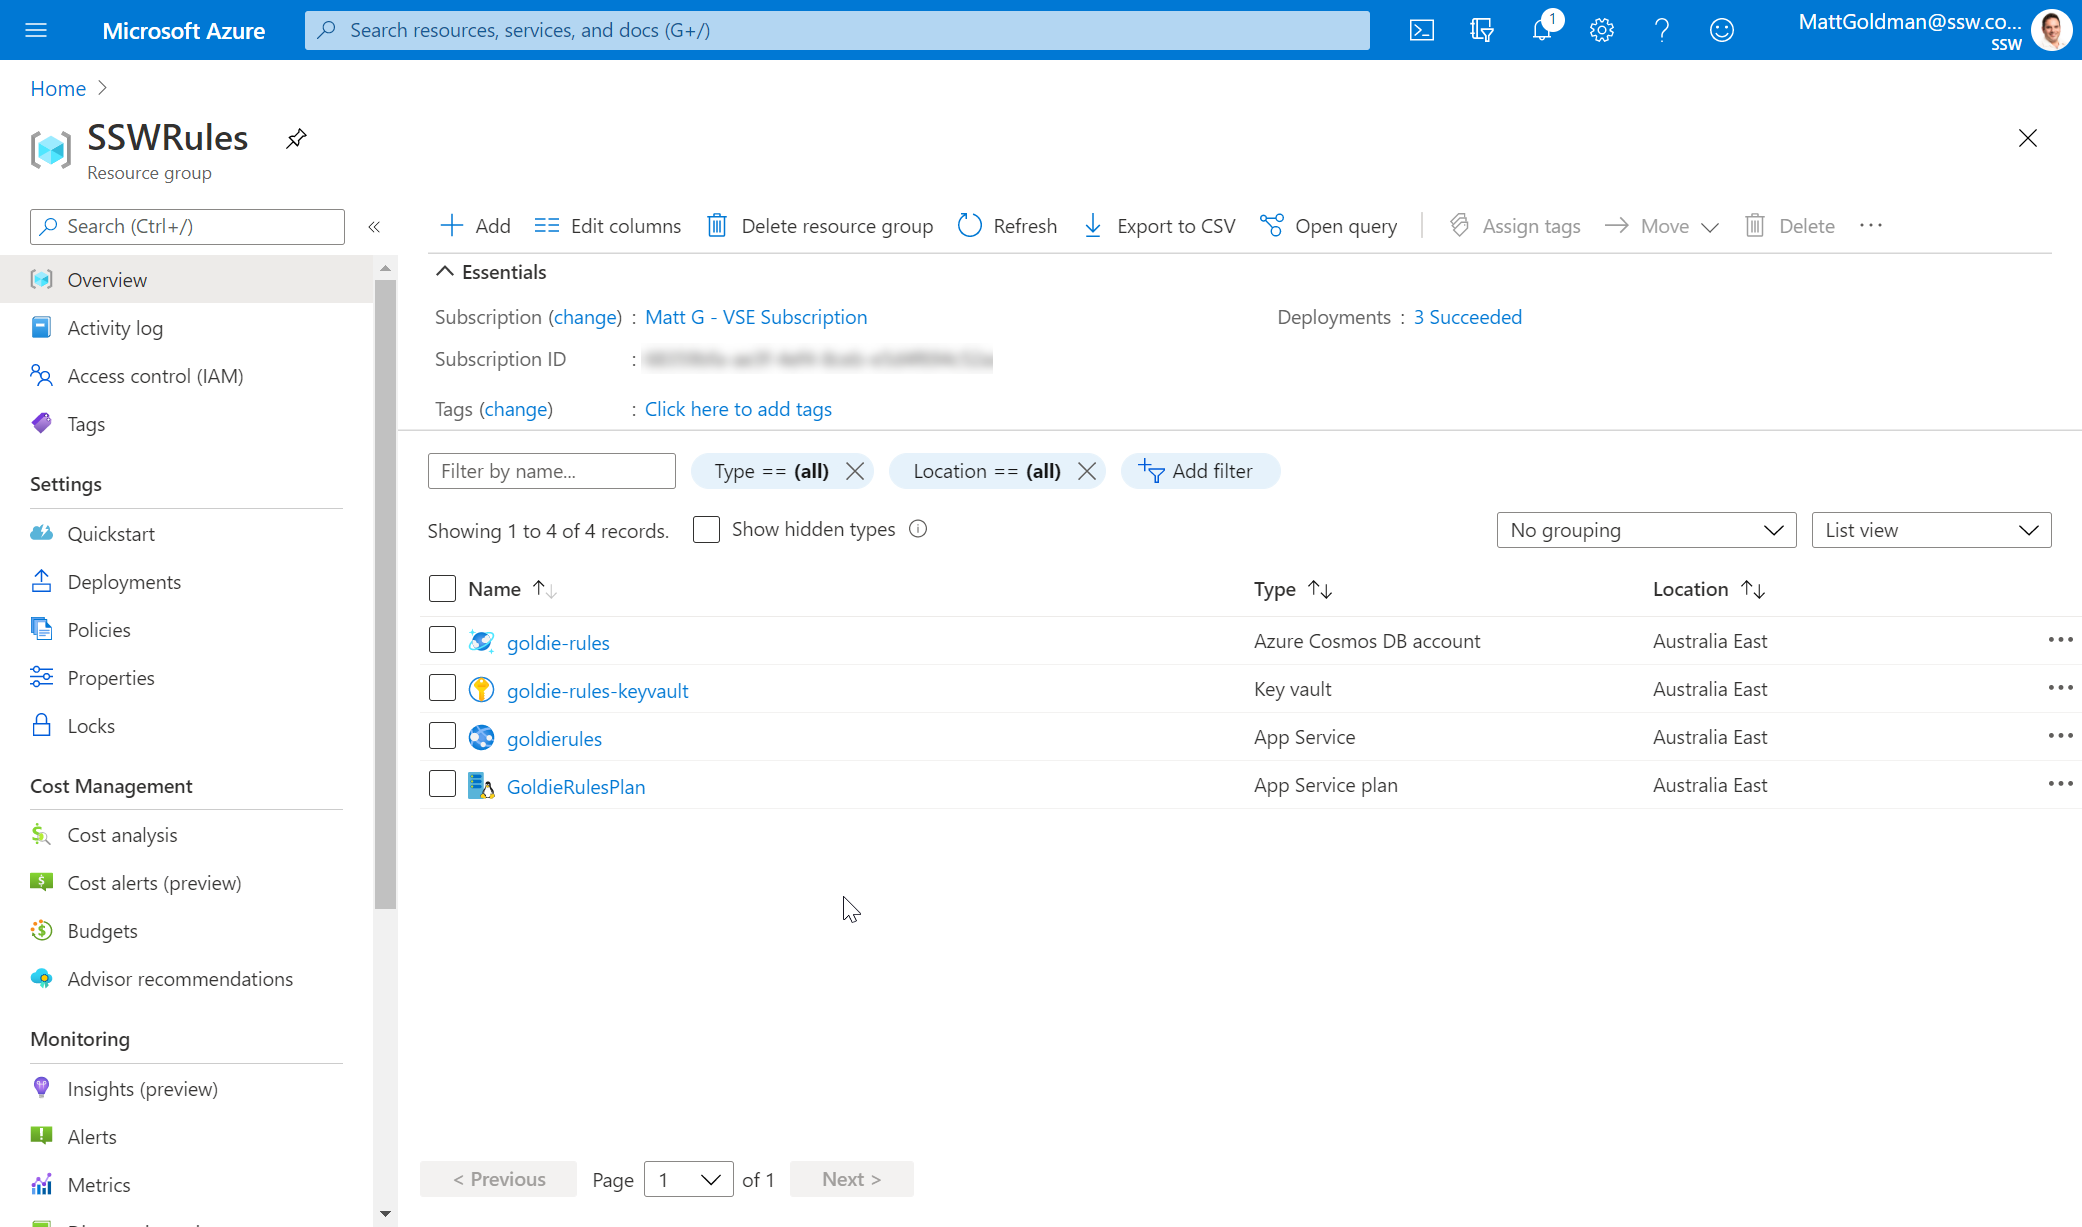 Microsoft Azure
Search resources, services, and docs (G+/)
1
MattGoldman@ssw.co...
SSW
Home
SSWRules
Resource group
Search (Ctrl+/)
Overview
Activity log
Access control (IAM)
Tags
Settings
Quickstart
Deployments
Policies
Properties
Locks
Cost Management
Cost analysis
Cost alerts (preview)
Budgets
Advisor recommendations
Monitoring
Insights (preview)
Alerts
Metrics
Add Edit columns Delete resource group Refresh Export to CSV Open query Assign tags Move Delete ...
Essentials
Subscription (change) : Matt G - VSE Subscription
Deployments : 3 Succeeded
Subscription ID :
Tags (change) : Click here to add tags
Filter by name...
Type == (all)
Location == (all)
Add filter
Showing 1 to 4 of 4 records.
Show hidden types
No grouping
List view
Name Type Location
goldie-rules Azure Cosmos DB account Australia East
goldie-rules-keyvault Key vault Australia East
goldierules App Service Australia East
GoldieRulesPlan App Service plan Australia East
< Previous Page 1 of 1 Next >